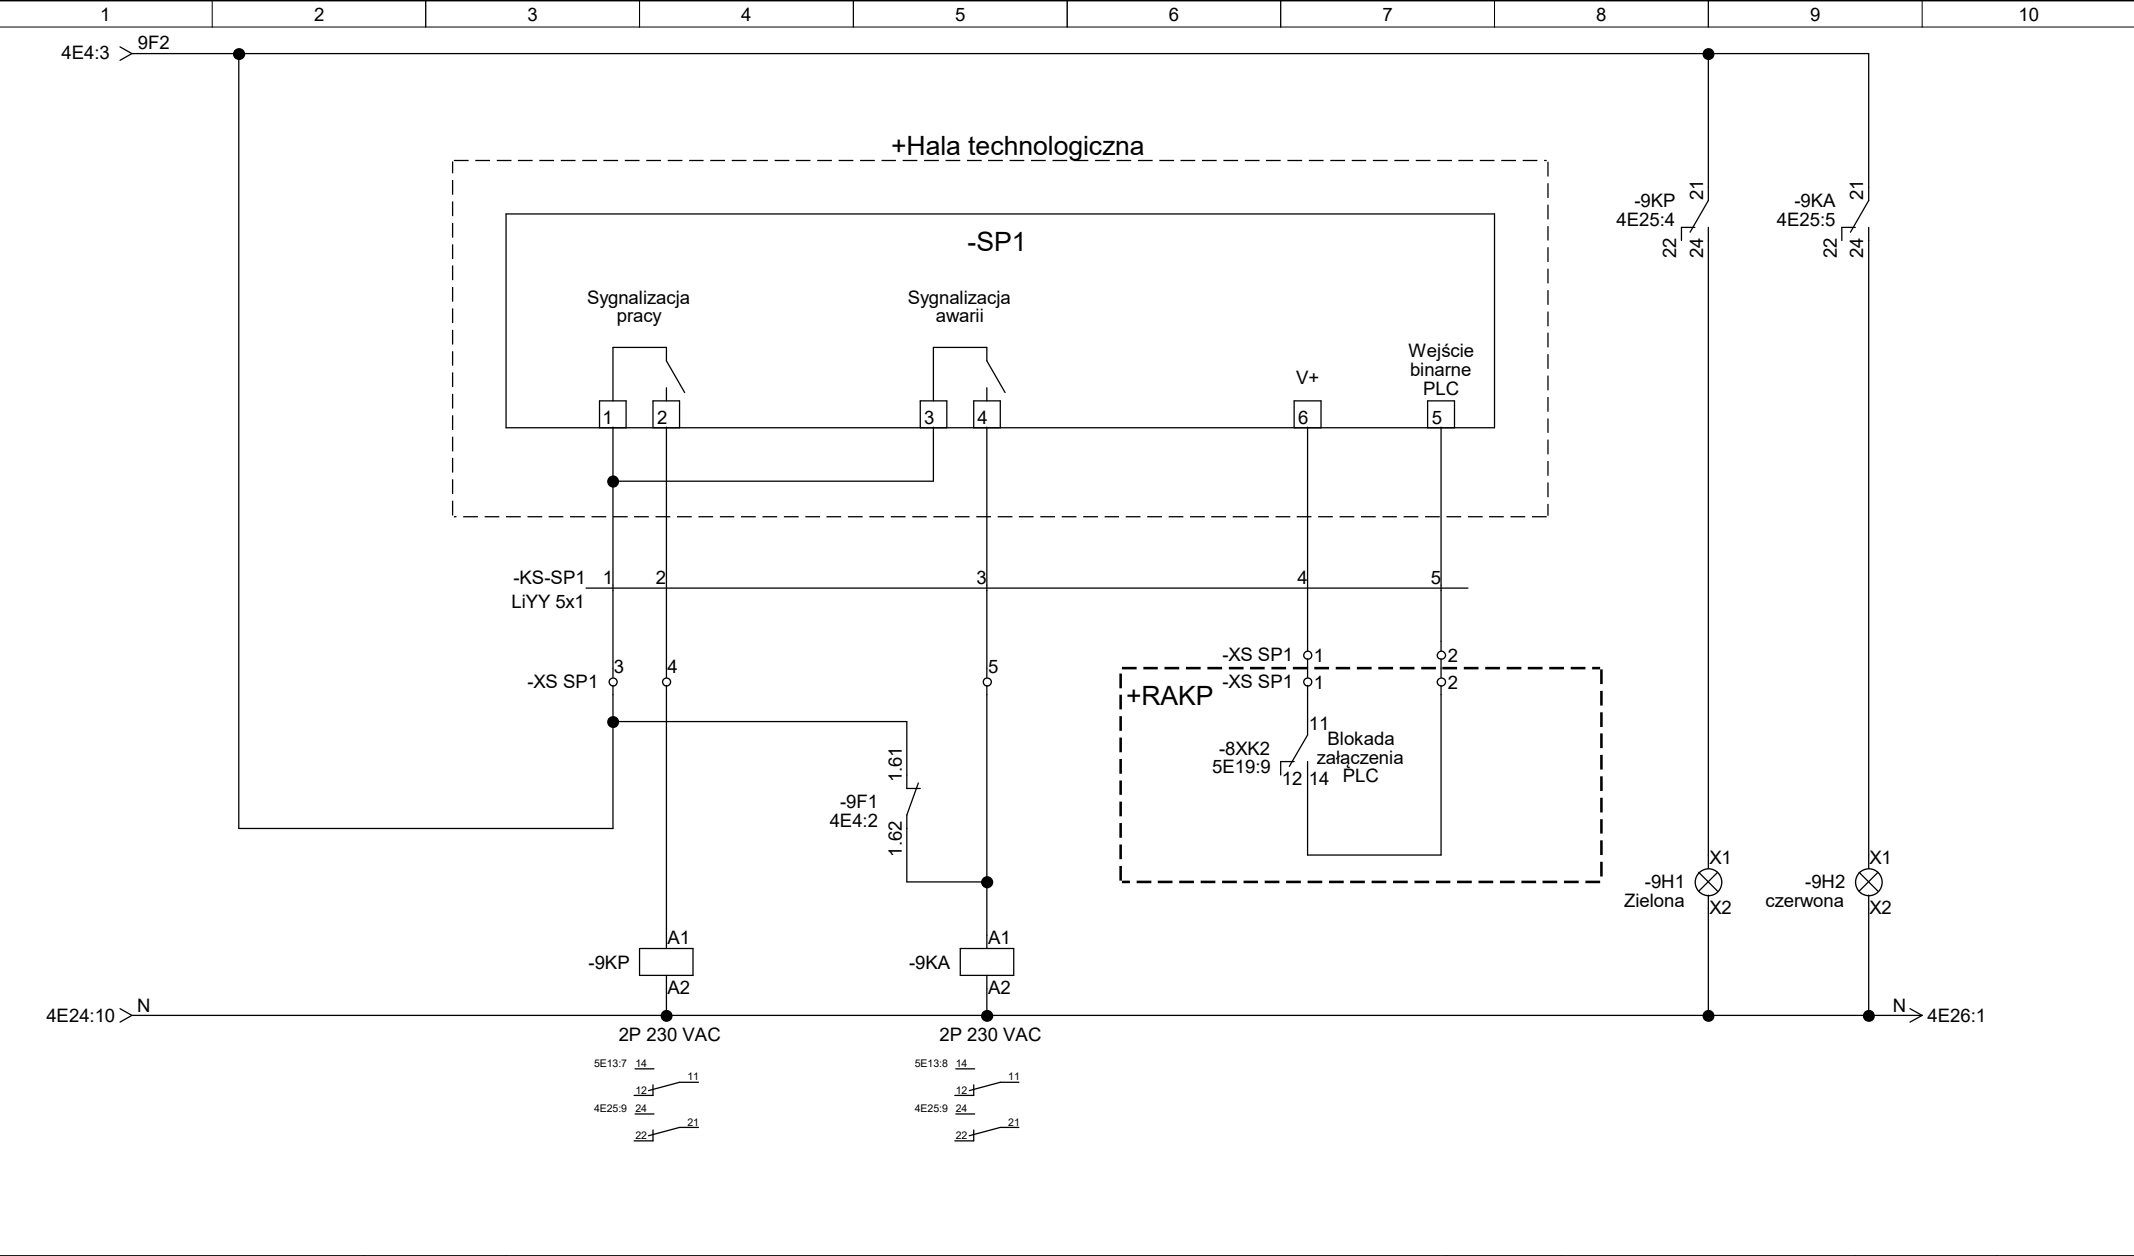 1 2 3 4 5 6 7 8 9 10
4E4:3 9F2
+Hala technologiczna
-SP1
Sygnalizacja
pracy
Sygnalizacja
awarii
V+
Wejście
binarne
PLC
1 2 3 4 6 5
-9KP
4E25:4
21
22
24
-9KA
4E25:5
21
22
24
-KS-SP1 1 2 3 4 5
LiYY 5x1
-XS SP1 3 4 5
-XS SP1 1 2
-XS SP1 1 2
+RAKP
11
-8XK2
5E19:9
12 14
Blokada
załączenia
PLC
1.61
-9F1
4E4:2
1.62
X1
-9H1
Zielona
X2
X1
-9H2
czerwona
X2
A1
-9KP
A2
A1
-9KA
A2
4E24:10 N
N 4E26:1
2P 230 VAC
5E13:7 14
11
12
4E25:9 24
21
22
2P 230 VAC
5E13:8 14
11
12
4E25:9 24
21
22